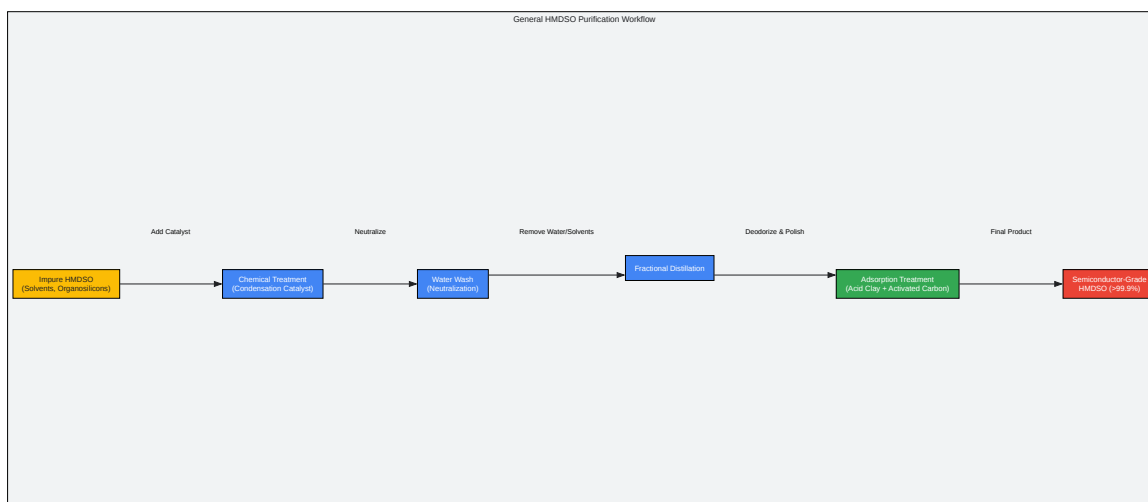 General HMDSO Purification Workflow
Add Catalyst
Neutralize
Remove Water/Solvents
Deodorize & Polish
Final Product
Impure HMDSO
(Solvents, Organosilicons)
Chemical Treatment
(Condensation Catalyst)
Water Wash
(Neutralization)
Fractional Distillation
Adsorption Treatment
(Acid Clay + Activated Carbon)
Semiconductor-Grade
HMDSO (>99.9%)